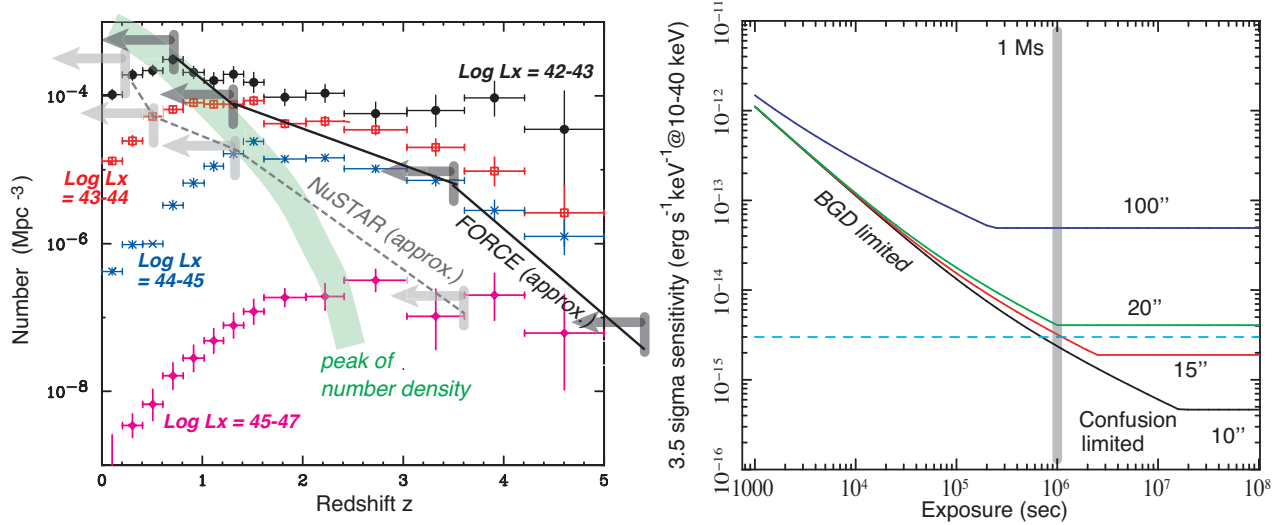 Number (Mpc⁻³)
10⁻⁴
10⁻⁶
10⁻⁸
0 1 2 3 4 5
Redshift z
Log Lx = 42-43
Log Lx
= 43-44
Log Lx
= 44-45
Log Lx = 45-47
NuSTAR (approx.)
FORCE (approx.)
peak of
number density
3.5 sigma sensitivity (erg s⁻¹ keV⁻¹@10-40 keV)
10⁻¹¹
10⁻¹²
10⁻¹³
10⁻¹⁴
10⁻¹⁵
10⁻¹⁶
1000 10⁴ 10⁵ 10⁶ 10⁷ 10⁸
Exposure (sec)
1 Ms
BGD limited
100’’
20’’
15’’
10’’
Confusion
limited